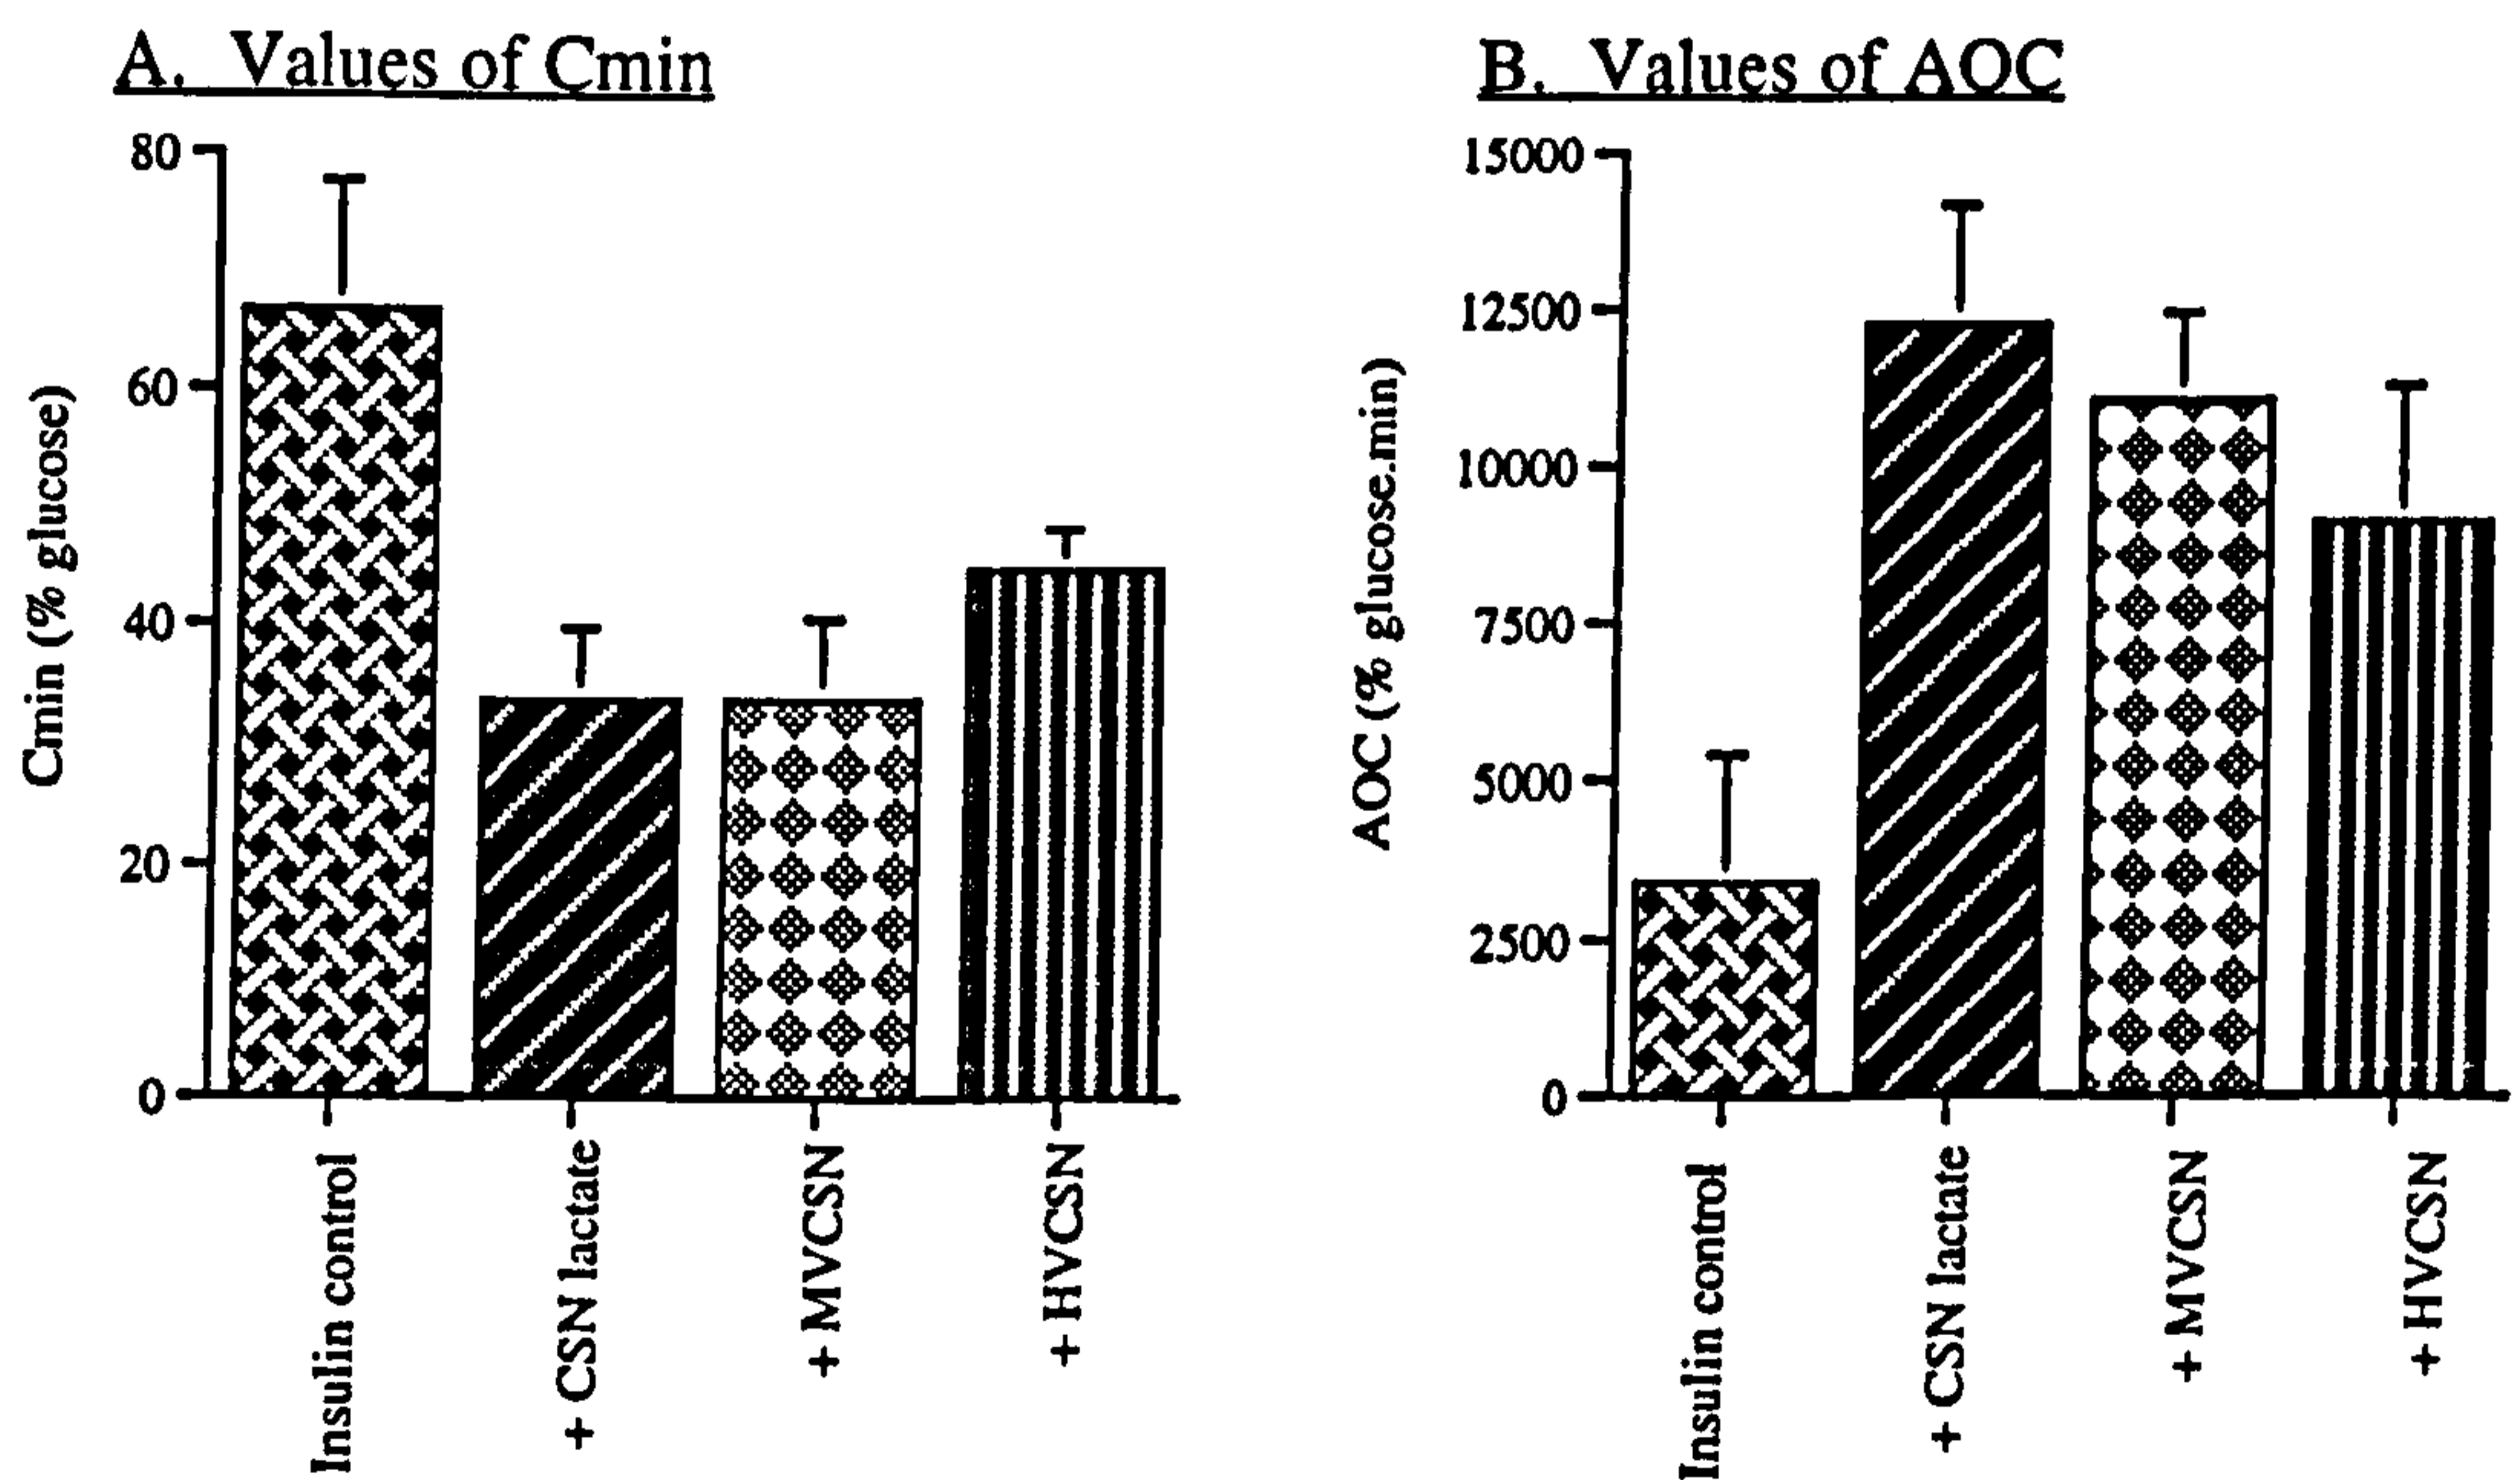 A. Values of Cmin
80
60
40
20
0
Cmin (% glucose)
Insulin control
+ CSN lactate
+ MVCSN
+ HVCSN
B. Values of AOC
15000
12500
10000
7500
5000
2500
0
AOC (% glucose.min)
Insulin control
+ CSN lactate
+ MVCSN
+ HVCSN